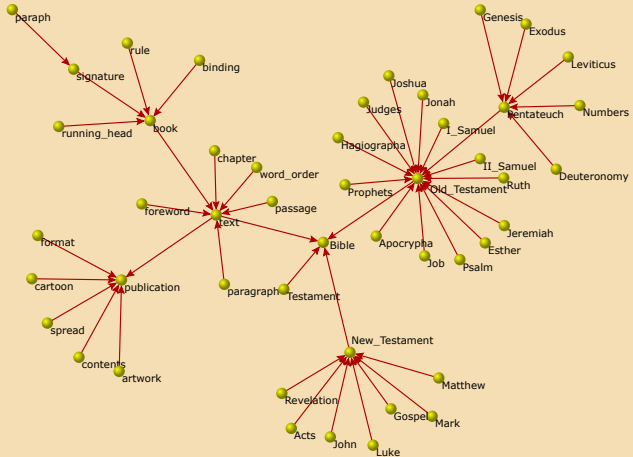 paraph
Genesis
Exodus
rule
signature
binding
Leviticus
Joshua
Jonah
Judges
Pentateuch
Numbers
running_head
book
I_Samuel
Hagiographa
chapter
word_order
II_Samuel
Deuteronomy
Prophets
Old_Testament
Ruth
foreword
passage
text
Jeremiah
format
Bible
Apocrypha
Esther
Job
Psalm
cartoon
publication
paragraph
Testament
spread
New_Testament
contents
artwork
Matthew
Revelation
Gospel
Mark
Acts
John
Luke